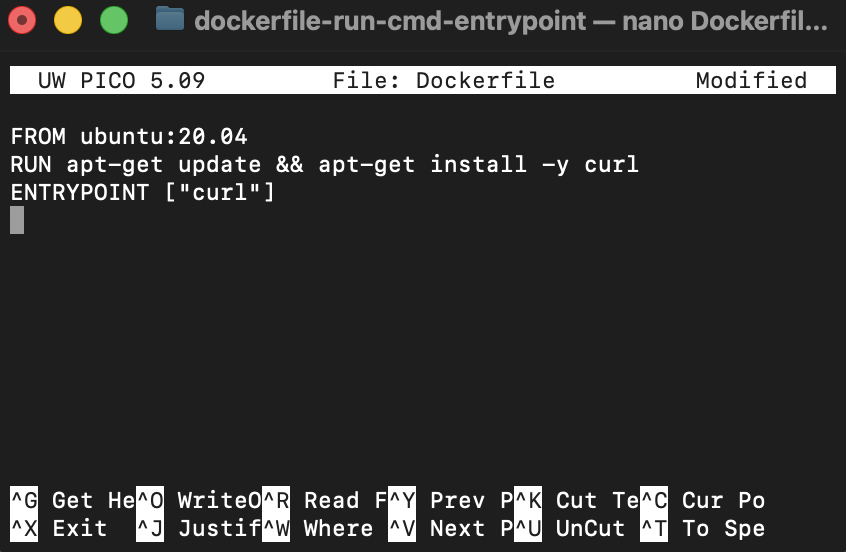 dockerfile-run-cmd-entrypoint — nano Dockerfil...
UW PICO 5.09 File: Dockerfile Modified
FROM ubuntu:20.04
RUN apt-get update && apt-get install -y curl
ENTRYPOINT ["curl"]
^G Get He^O WriteO^R Read F^Y Prev P^K Cut Te^C Cur Po
^X Exit ^J Justif^W Where ^V Next P^U UnCut ^T To Spe